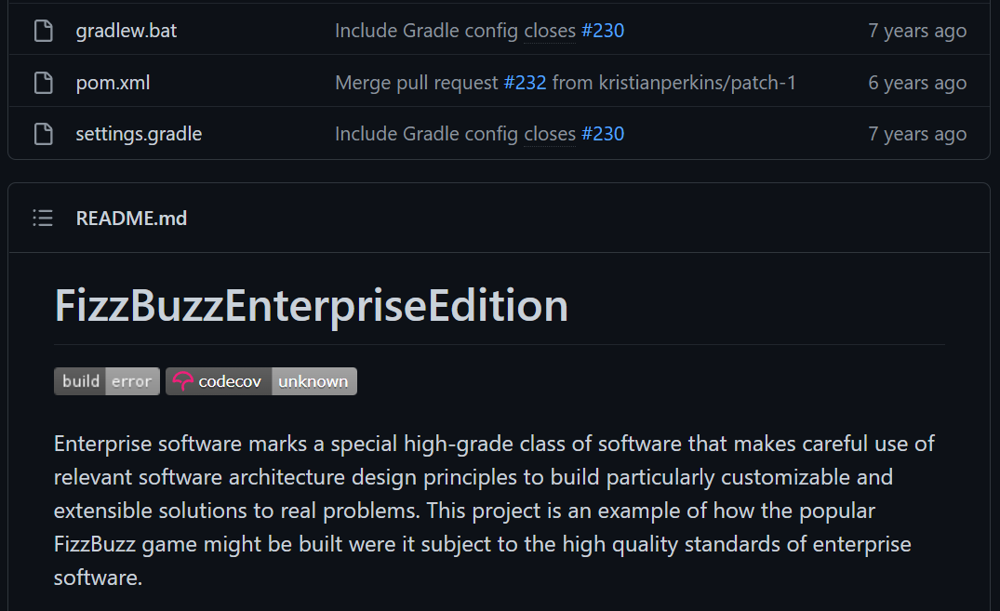 gradlew.bat Include Gradle config closes #230 7 years ago
pom.xml Merge pull request #232 from kristianperkins/patch-1 6 years ago
settings.gradle Include Gradle config closes #230 7 years ago
README.md
FizzBuzzEnterpriseEdition
build error codecov unknown
Enterprise software marks a special high-grade class of software that makes careful use of
relevant software architecture design principles to build particularly customizable and
extensible solutions to real problems. This project is an example of how the popular
FizzBuzz game might be built were it subject to the high quality standards of enterprise
software.